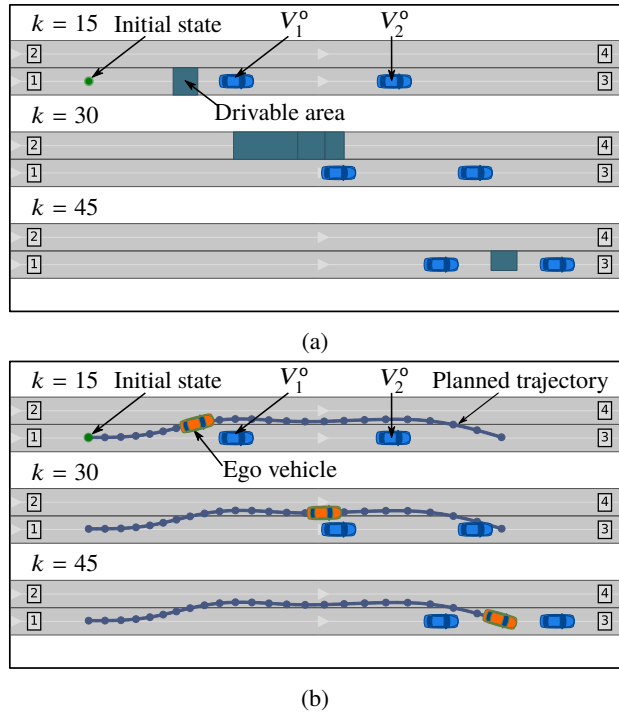 k = 15 Initial state V₁ᵒ V₂ᵒ
2 4
1 3
k = 30 Drivable area
2 4
1 3
k = 45
2 4
1 3
(a)
k = 15 Initial state V₁ᵒ V₂ᵒ Planned trajectory
2 4
1 3
k = 30 Ego vehicle
2 4
1 3
k = 45
2 4
1 3
(b)